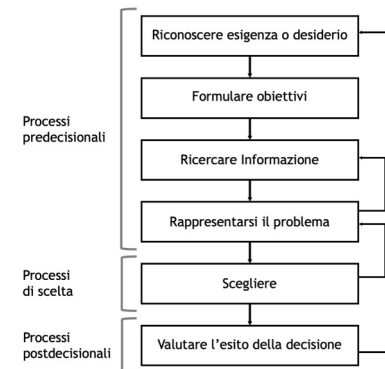 Riconoscere esigenza o desiderio
Formulare obiettivi
Processi
predecisionali
Ricercare Informazione
Rappresentarsi il problema
Processi
di scelta
Scegliere
Processi
postdecisionali
Valutare l'esito della decisione